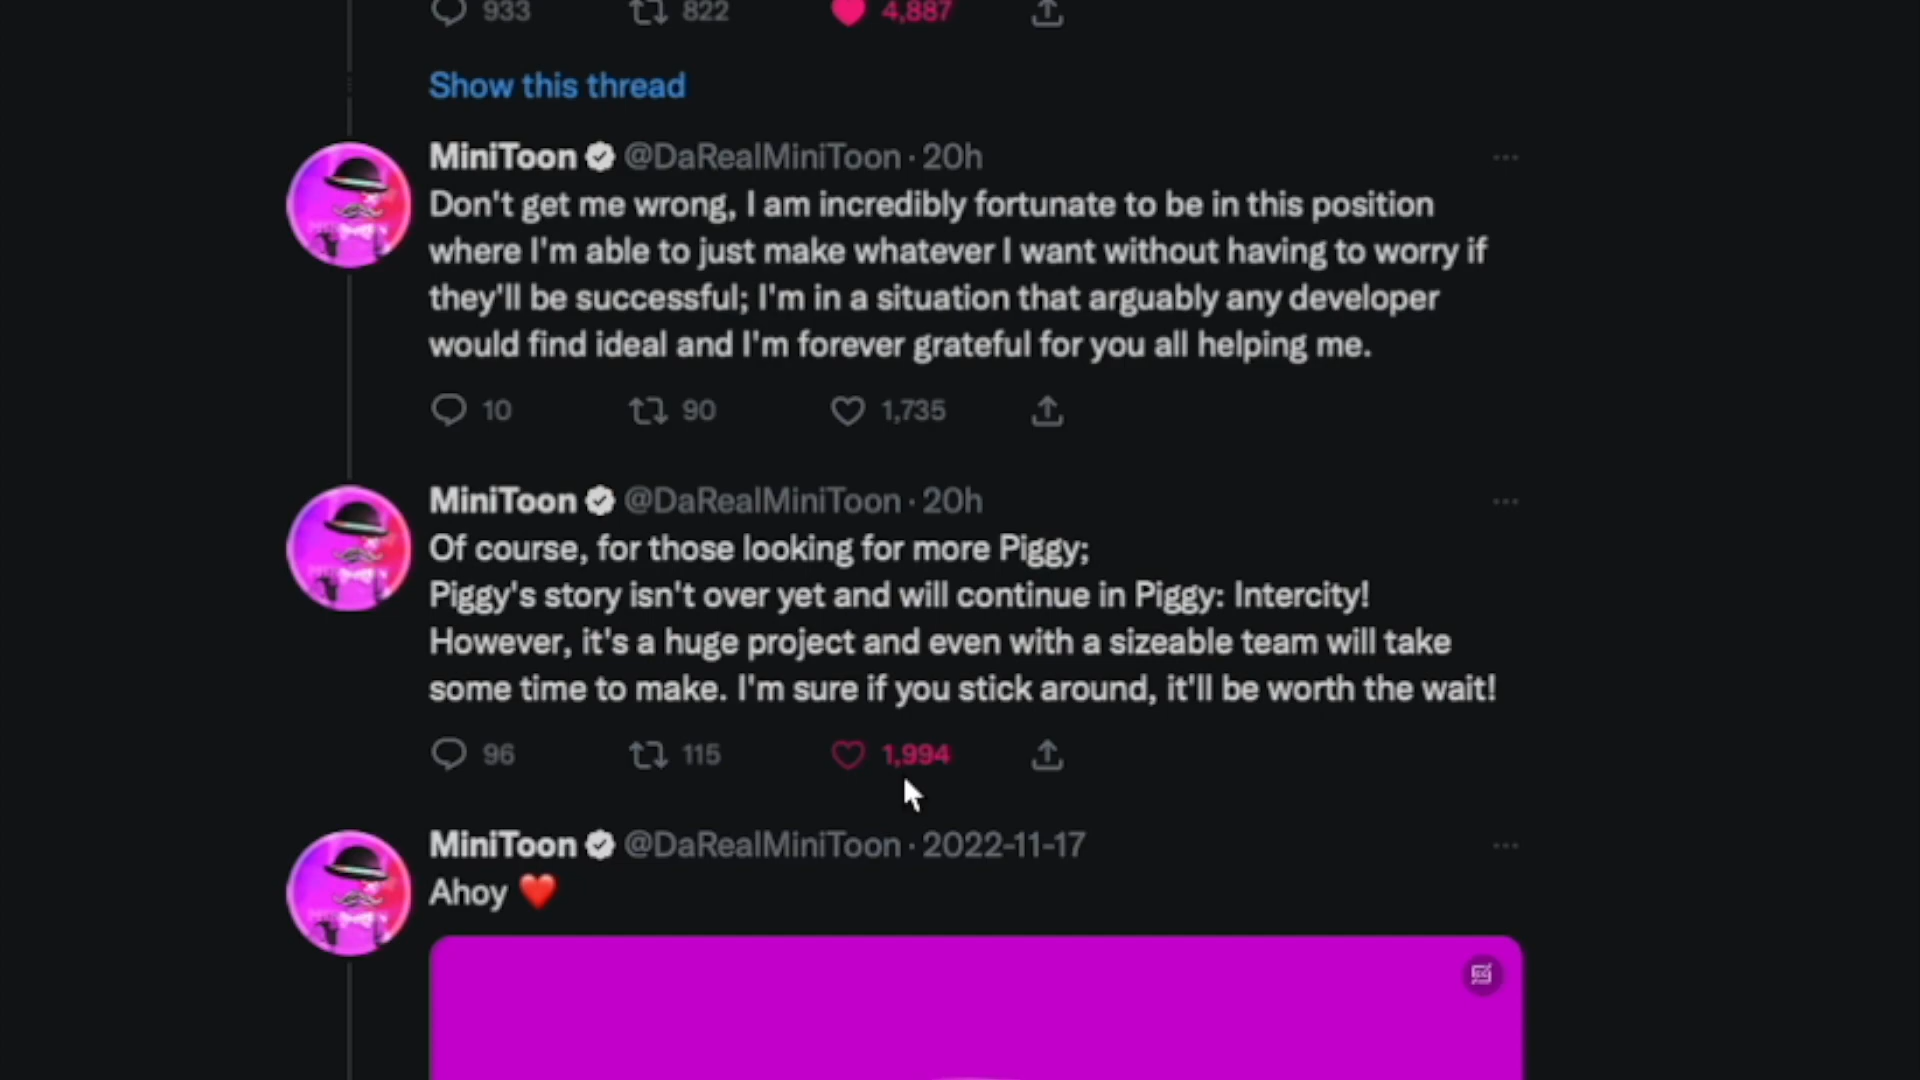 933 822 4,887
Show this thread
MiniToon @DaRealMiniToon · 20h
Don't get me wrong, I am incredibly fortunate to be in this position
where I'm able to just make whatever I want without having to worry if
they'll be successful; I'm in a situation that arguably any developer
would find ideal and I'm forever grateful for you all helping me.
10 90 1,735
MiniToon @DaRealMiniToon · 20h
Of course, for those looking for more Piggy;
Piggy's story isn't over yet and will continue in Piggy: Intercity!
However, it's a huge project and even with a sizeable team will take
some time to make. I'm sure if you stick around, it'll be worth the wait!
96 115 1,994
MiniToon @DaRealMiniToon · 2022-11-17
Ahoy ❤️